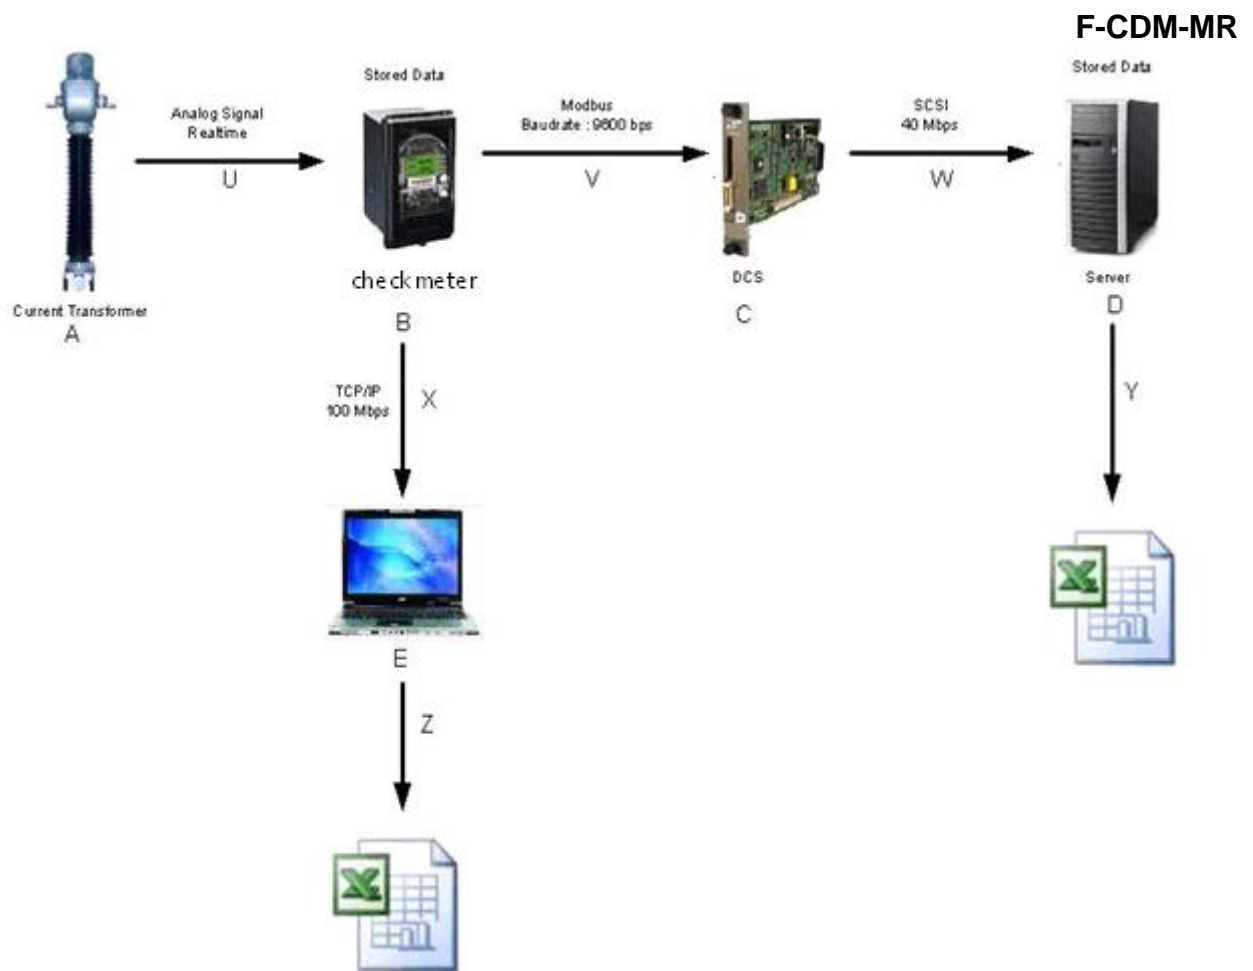 F-CDM-MR
Stored Data
Stored Data
Analog Signal
Realtime
U
Modbus
Baudrate : 9600 bps
V
SCSI
40 Mbps
W
Current Transformer
A
check meter
B
DCS
C
Server
D
TCP/IP
100 Mbps
X
Y
E
Z